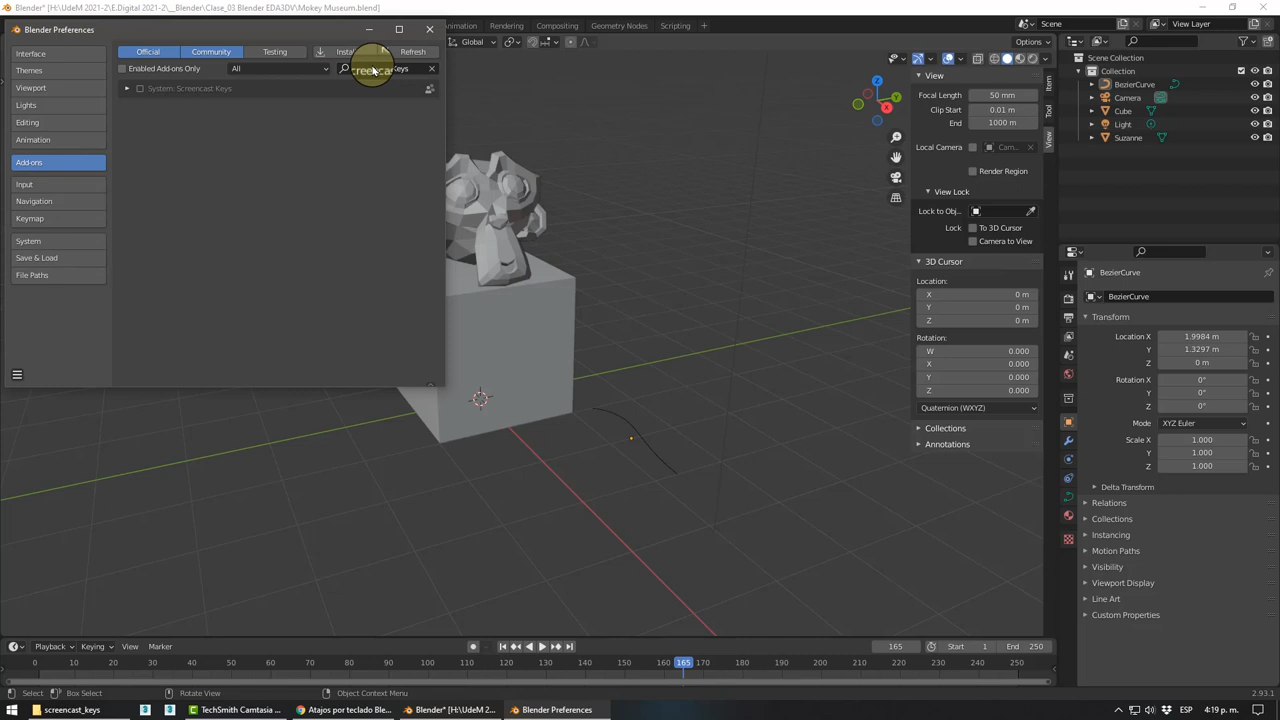 Blender* [H:\UdeM 2021-2\E.Digital 2021-2\__Blender\Clase_03 Blender EDA3DV\Mokey Museum.blend]
Blender Preferences
Animation Rendering Compositing Geometry Nodes Scripting
Scene
View Layer
Interface
Themes
Viewport
Lights
Editing
Animation
Add-ons
Input
Navigation
Keymap
System
Save & Load
File Paths
Official Community Testing Refresh
Enabled Add-ons Only All Keys
System: Screencast Keys
Global
Options
View
Focal Length 50 mm
Clip Start 0.01 m
End 1000 m
Local Camera Cam...
Render Region
View Lock
Lock to Obj...
Lock To 3D Cursor
Camera to View
3D Cursor
Location:
X 0 m
Y 0 m
Z 0 m
Rotation:
W 0.000
X 0.000
Y 0.000
Z 0.000
Quaternion (WXYZ)
Collections
Annotations
Item
Tool
View
Scene Collection
Collection
BezierCurve
Camera
Cube
Light
Suzanne
BezierCurve
BezierCurve
Transform
Location X 1.9984 m
Y 1.3297 m
Z 0 m
Rotation X 0°
Y 0°
Z 0°
Mode XYZ Euler
Scale X 1.000
Y 1.000
Z 1.000
Delta Transform
Relations
Collections
Instancing
Motion Paths
Visibility
Viewport Display
Line Art
Custom Properties
Playback Keying View Marker
165
Start 1
End 250
0 10 20 30 40 50 60 70 80 90 100 110 120 130 140 150 165 170 180 190 200 210 220 230 240 250
Select Box Select Rotate View Object Context Menu
2.93.1
screencast_keys
TechSmith Camtasia ...
Atajos por teclado Ble...
Blender* [H:\UdeM 2...
Blender Preferences
ESP 4:19 p. m.